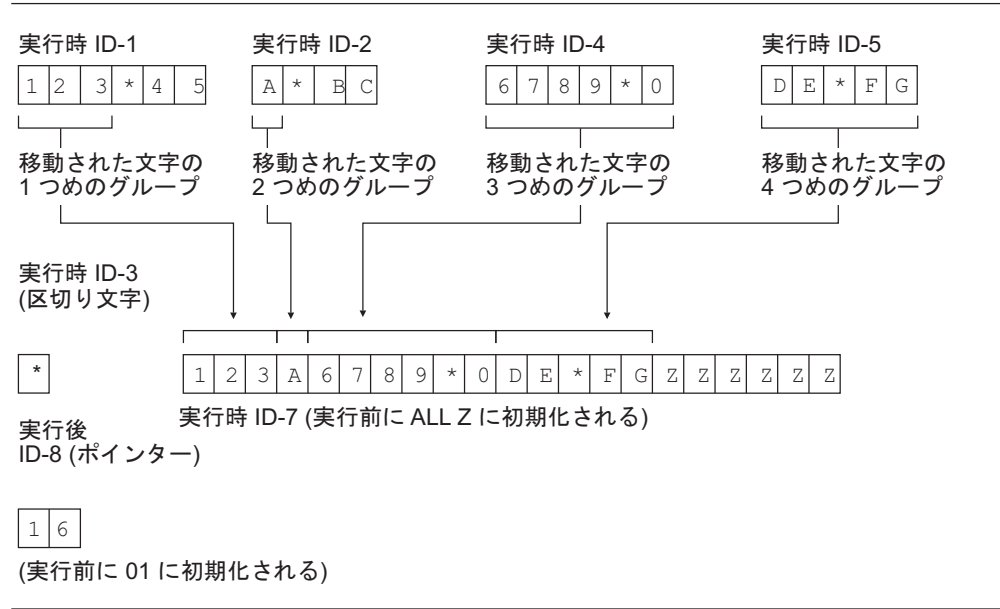 実行時 ID-1
実行時 ID-2
実行時 ID-4
実行時 ID-5
1 2 3 * 4 5
A * B C
6 7 8 9 * 0
D E * F G
移動された文字の
1 つめのグループ
移動された文字の
2 つめのグループ
移動された文字の
3 つめのグループ
移動された文字の
4 つめのグループ
実行時 ID-3
(区切り文字)
*
1 2 3 A 6 7 8 9 * 0 D E * F G Z Z Z Z Z Z
実行時 ID-7 (実行前に ALL Z に初期化される)
実行後
ID-8 (ポインター)
1 6
(実行前に 01 に初期化される)